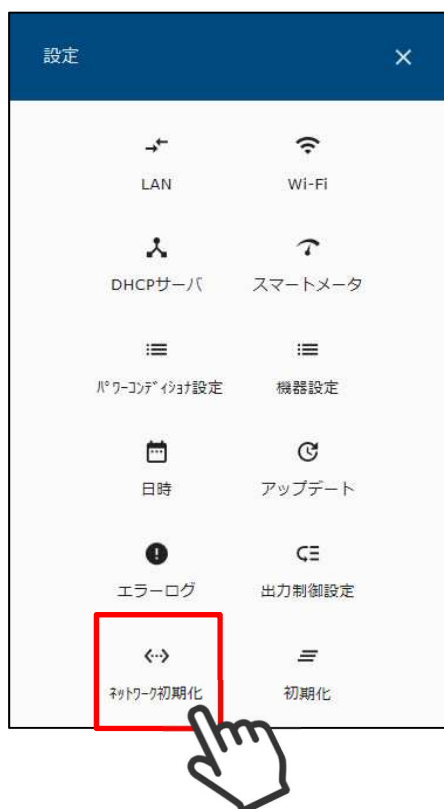 設定
LAN
Wi-Fi
DHCPサーバ
スマートメータ
ﾊﾟﾜｰｺﾝﾃﾞｨｼｮﾅ設定
機器設定
日時
アップデート
エラーログ
出力制御設定
ﾈｯﾄﾜｰｸ初期化
初期化